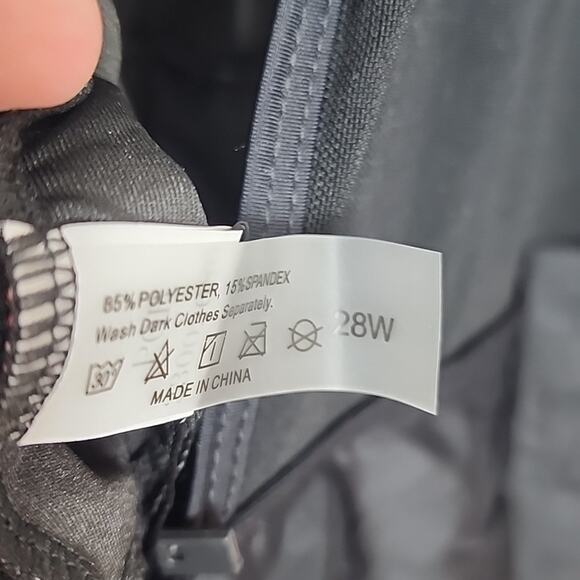 85% POLYESTER, 15% SPANDEX
Wash Dark Clothes Separately.
30
28W
MADE IN CHINA